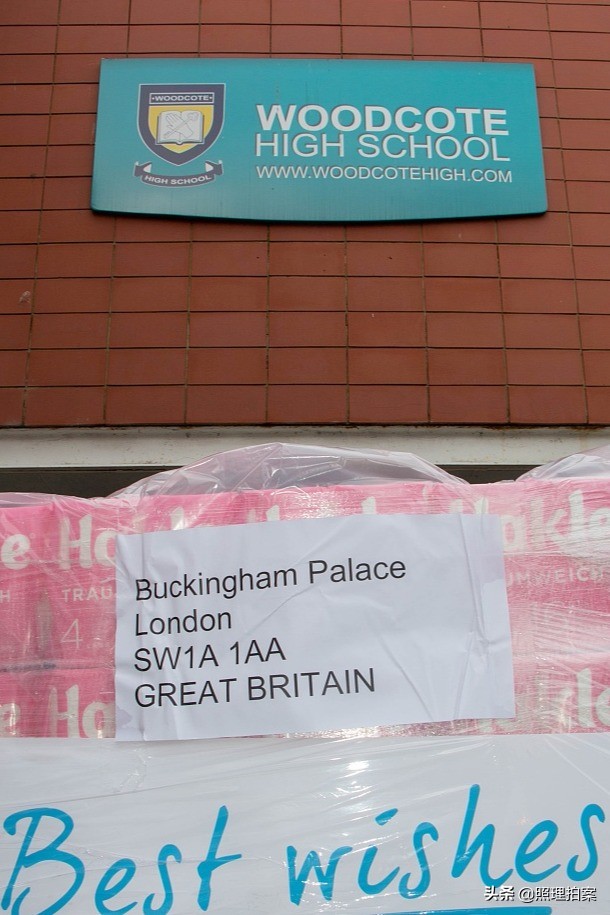 WOODCOTE
HIGH SCHOOL
WOODCOTE
HIGH SCHOOL
WWW.WOODCOTEHIGH.COM
Buckingham Palace
London
SW1A 1AA
GREAT BRITAIN
Best wishes
头条 @照理拍案